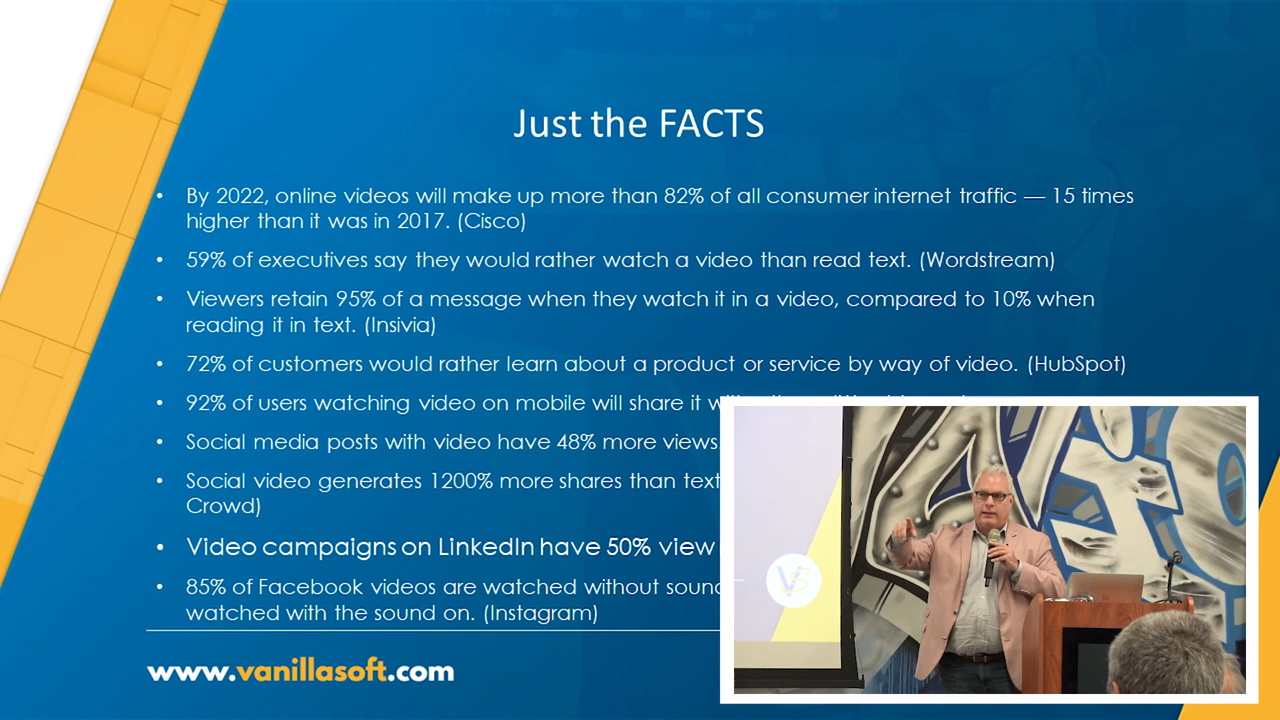 Just the FACTS
• By 2022, online videos will make up more than 82% of all consumer internet traffic — 15 times
higher than it was in 2017. (Cisco)
• 59% of executives say they would rather watch a video than read text. (Wordstream)
• Viewers retain 95% of a message when they watch it in a video, compared to 10% when
reading it in text. (Insivia)
• 72% of customers would rather learn about a product or service by way of video. (HubSpot)
• 92% of users watching video on mobile will share it
• Social media posts with video have 48% more views.
• Social video generates 1200% more shares than text
Crowd)
• Video campaigns on LinkedIn have 50% view
• 85% of Facebook videos are watched without sound
watched with the sound on. (Instagram)
www.vanillasoft.com
VS